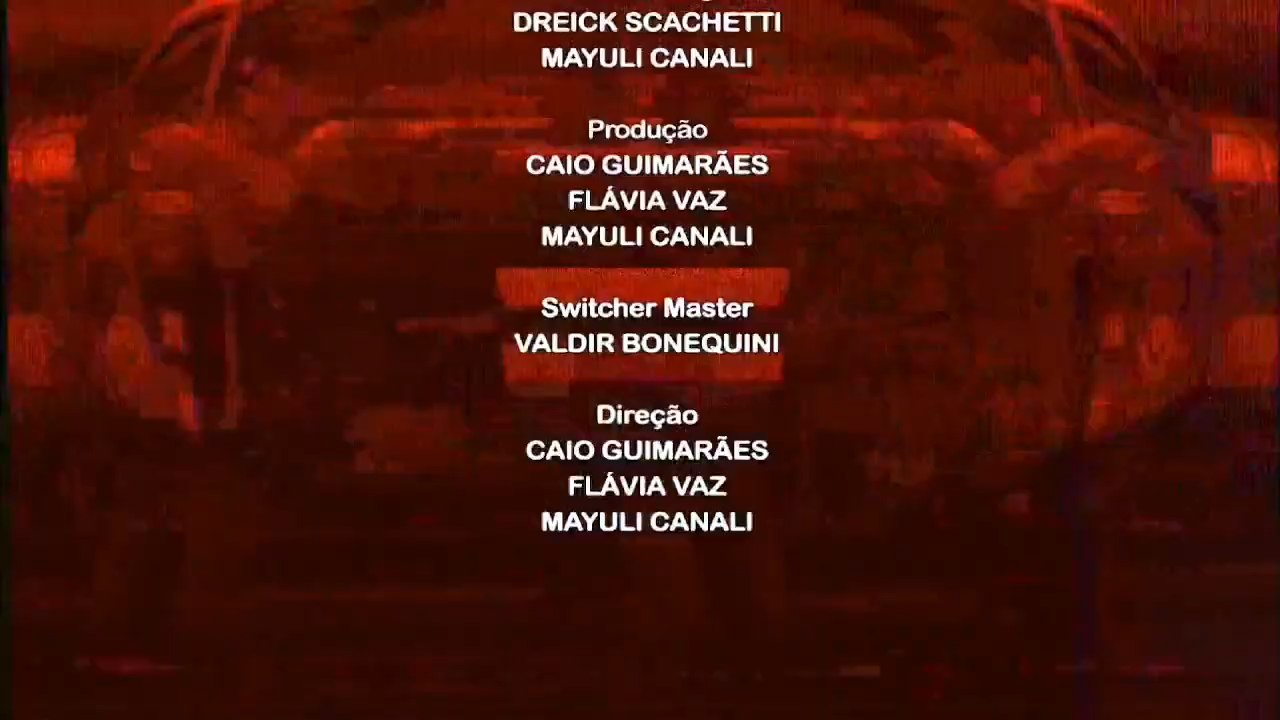 DREICK SCACHETTI
MAYULI CANALI
Produção
CAIO GUIMARÃES
FLÁVIA VAZ
MAYULI CANALI
Switcher Master
VALDIR BONEQUINI
Direção
CAIO GUIMARÃES
FLÁVIA VAZ
MAYULI CANALI